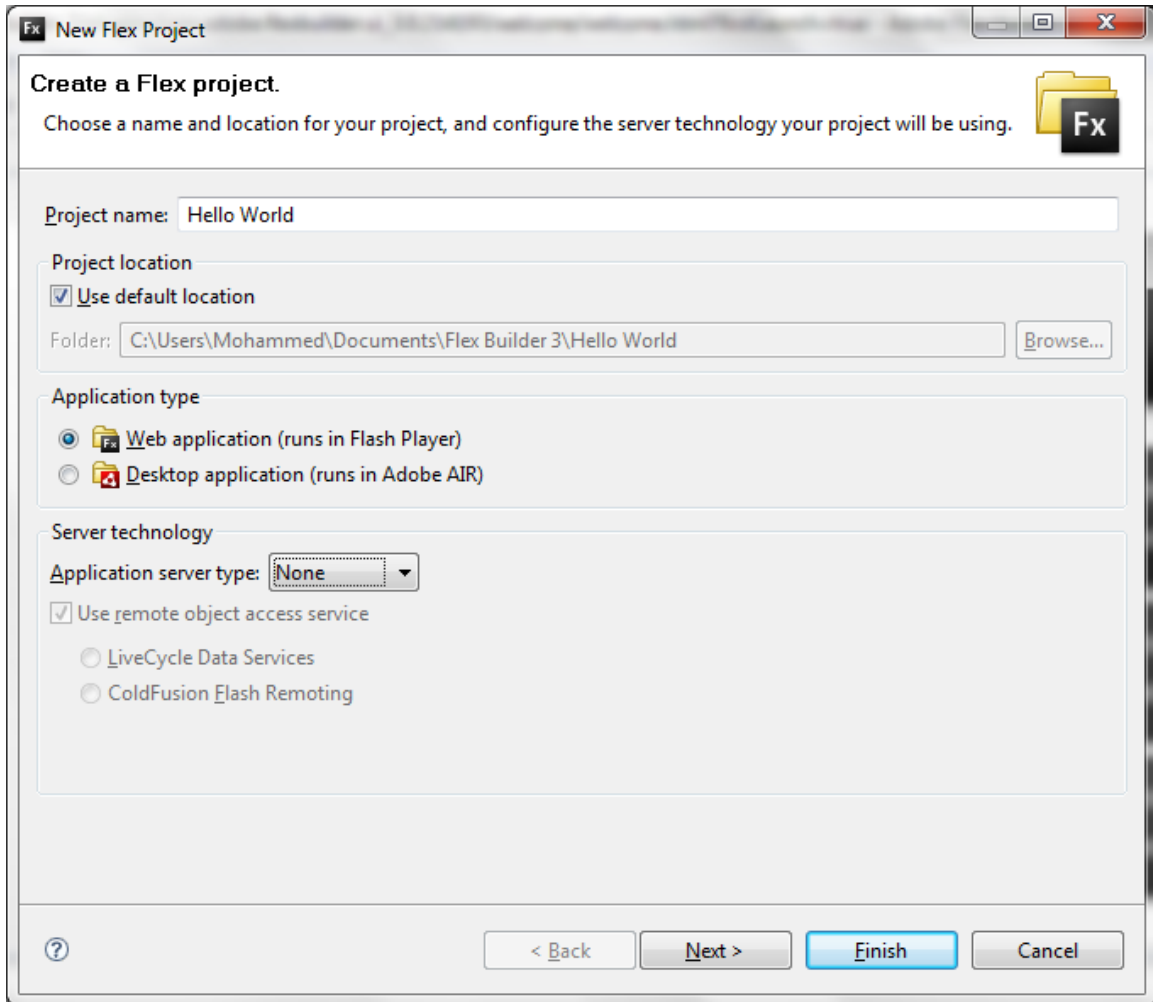 Fx New Flex Project
Create a Flex project.
Choose a name and location for your project, and configure the server technology your project will be using.
Fx
Project name: Hello World
Project location
Use default location
Folder: C:\Users\Mohammed\Documents\Flex Builder 3\Hello World Browse...
Application type
Fx Web application (runs in Flash Player)
Desktop application (runs in Adobe AIR)
Server technology
Application server type: None
Use remote object access service
LiveCycle Data Services
ColdFusion Flash Remoting
? < Back Next > Finish Cancel